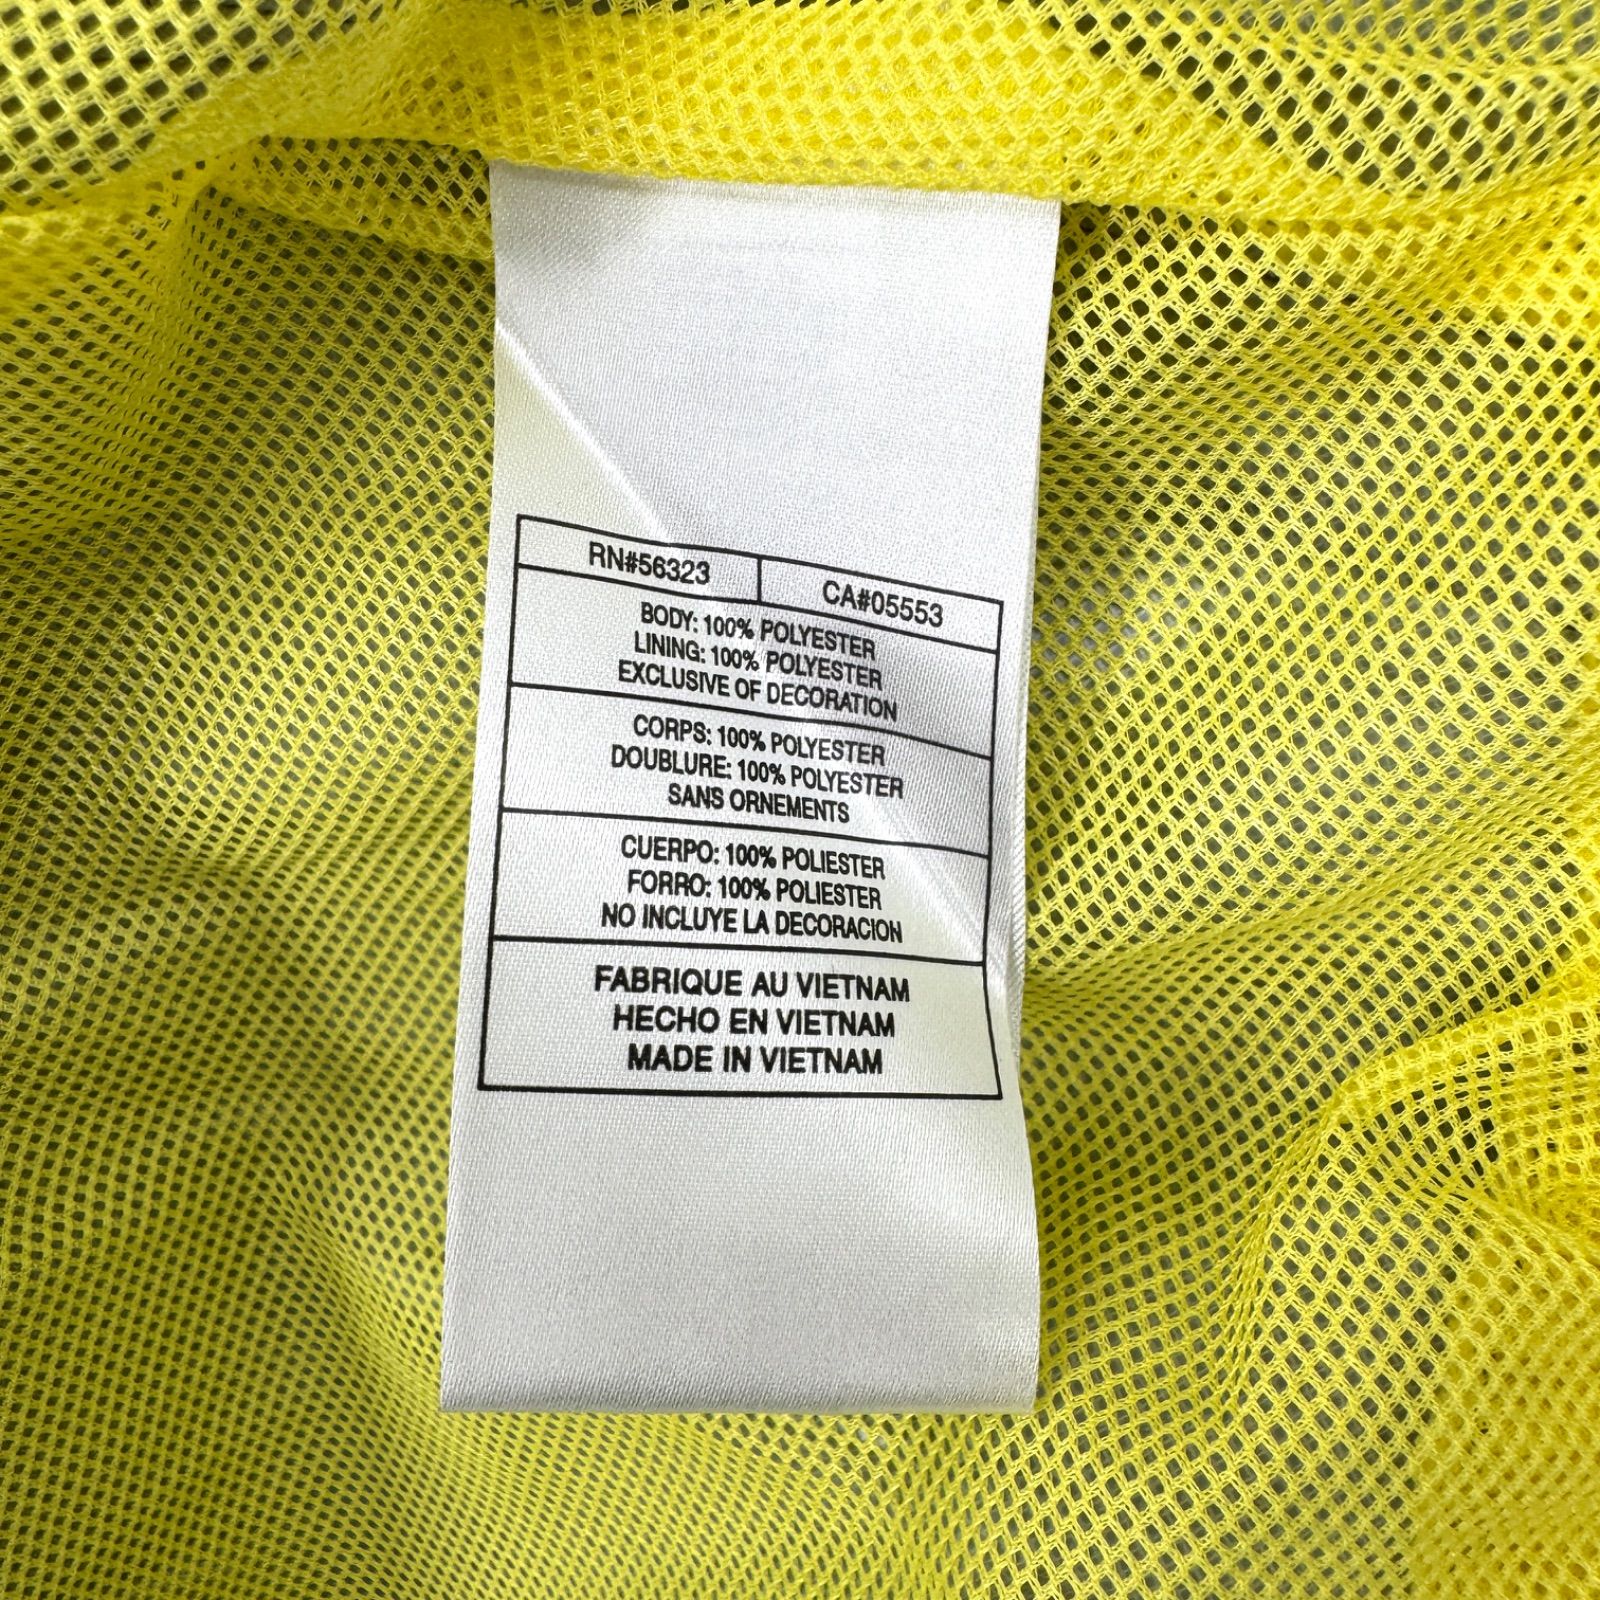 RN#56323
CA#05553
BODY: 100% POLYESTER
LINING: 100% POLYESTER
EXCLUSIVE OF DECORATION
CORPS: 100% POLYESTER
DOUBLURE: 100% POLYESTER
SANS ORNEMENTS
CUERPO: 100% POLIESTER
FORRO: 100% POLIESTER
NO INCLUYE LA DECORACION
FABRIQUE AU VIETNAM
HECHO EN VIETNAM
MADE IN VIETNAM